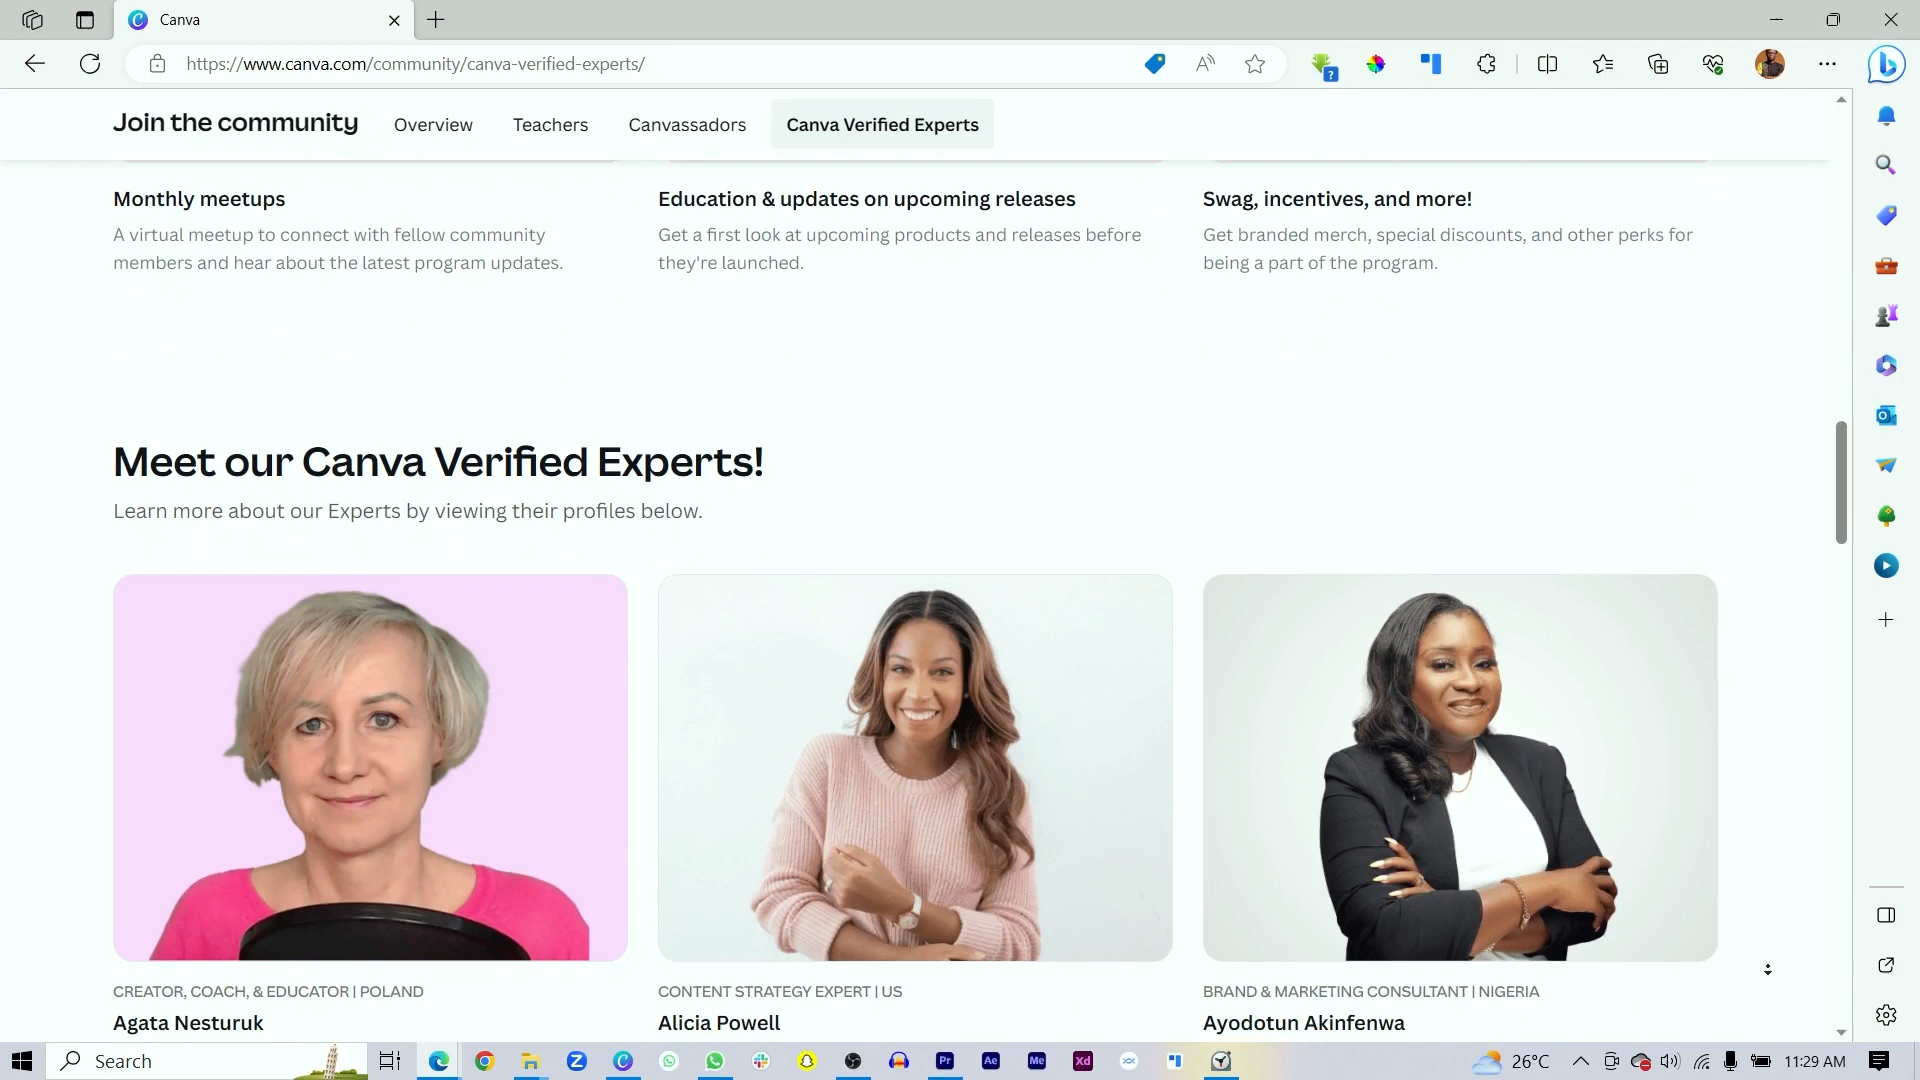 Canva
https://www.canva.com/community/canva-verified-experts/
Join the community
Overview
Teachers
Canvassadors
Canva Verified Experts
Monthly meetups
A virtual meetup to connect with fellow community
members and hear about the latest program updates.
Education & updates on upcoming releases
Get a first look at upcoming products and releases before
they're launched.
Swag, incentives, and more!
Get branded merch, special discounts, and other perks for
being a part of the program.
Meet our Canva Verified Experts!
Learn more about our Experts by viewing their profiles below.
CREATOR, COACH, & EDUCATOR | POLAND
Agata Nesturuk
CONTENT STRATEGY EXPERT | US
Alicia Powell
BRAND & MARKETING CONSULTANT | NIGERIA
Ayodotun Akinfenwa
Search
Pr
Ae
Me
Xd
26°C
11:29 AM